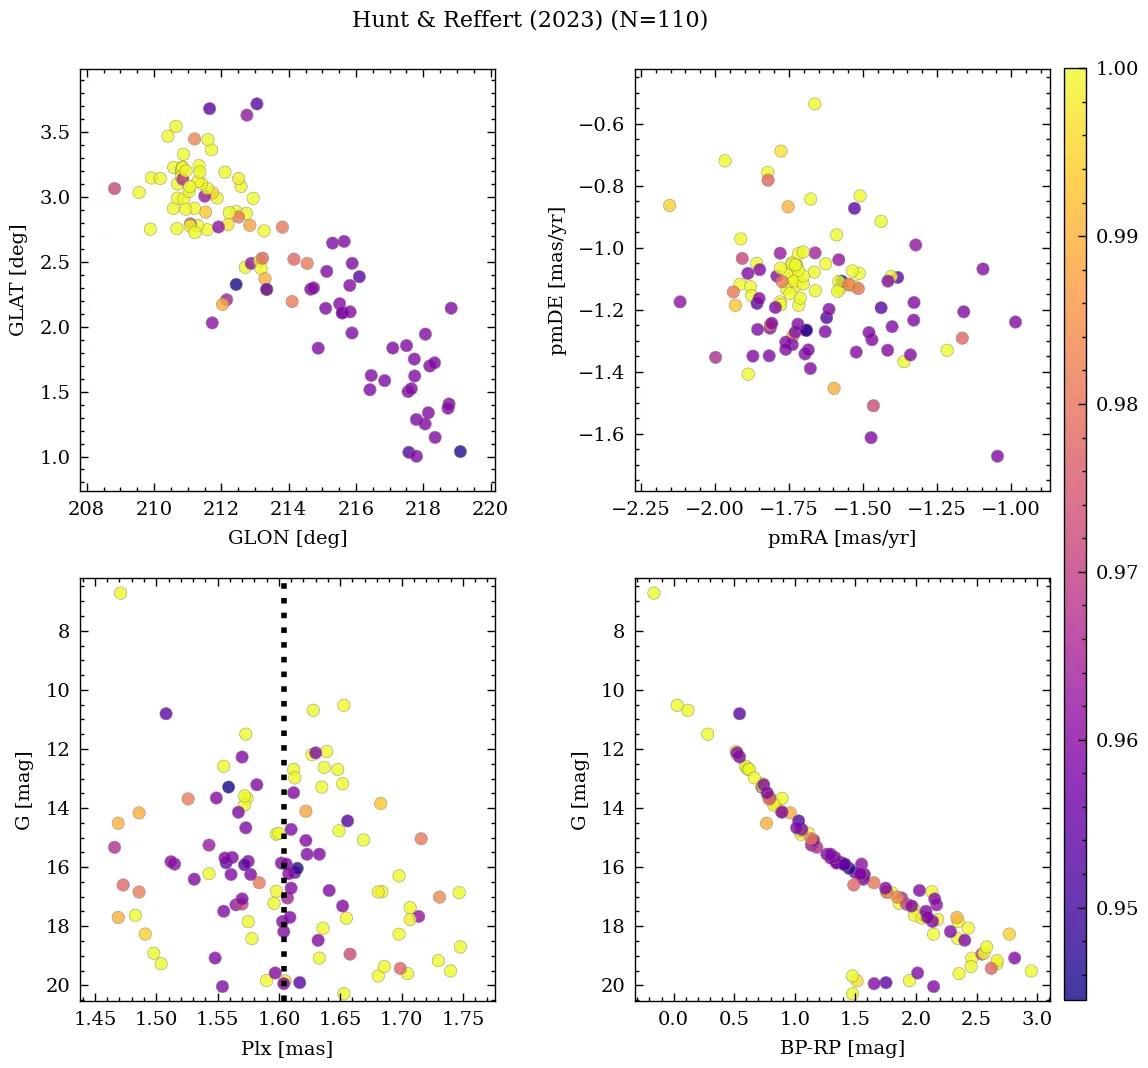 Hunt & Reffert (2023) (N=110)
3.5
3.0
2.5
2.0
1.5
1.0
GLAT [deg]
208 210 212 214 216 218 220
GLON [deg]
−0.6
−0.8
−1.0
−1.2
−1.4
−1.6
pmDE [mas/yr]
−2.25 −2.00 −1.75 −1.50 −1.25 −1.00
pmRA [mas/yr]
8
10
12
14
16
18
20
G [mag]
1.45 1.50 1.55 1.60 1.65 1.70 1.75
Plx [mas]
8
10
12
14
16
18
20
G [mag]
0.0 0.5 1.0 1.5 2.0 2.5 3.0
BP-RP [mag]
1.00
0.99
0.98
0.97
0.96
0.95